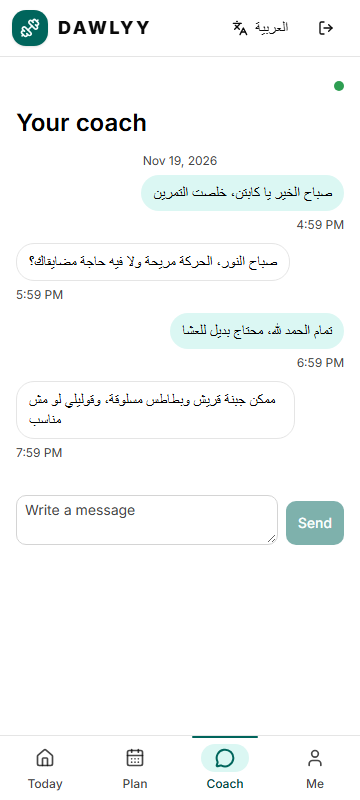 DAWLYY
العربية
Your coach
Nov 19, 2026
صباح الخير يا كابتن، خلصت التمرين
4:59 PM
صباح النور، الحركة مريحة ولا فيه حاجة مضايقاك؟
5:59 PM
تمام الحمد لله، محتاج بديل للعشا
6:59 PM
ممكن جبنة قريش وبطاطس مسلوقة، وقوليلي لو مش
مناسب
7:59 PM
Write a message
Send
Today
Plan
Coach
Me